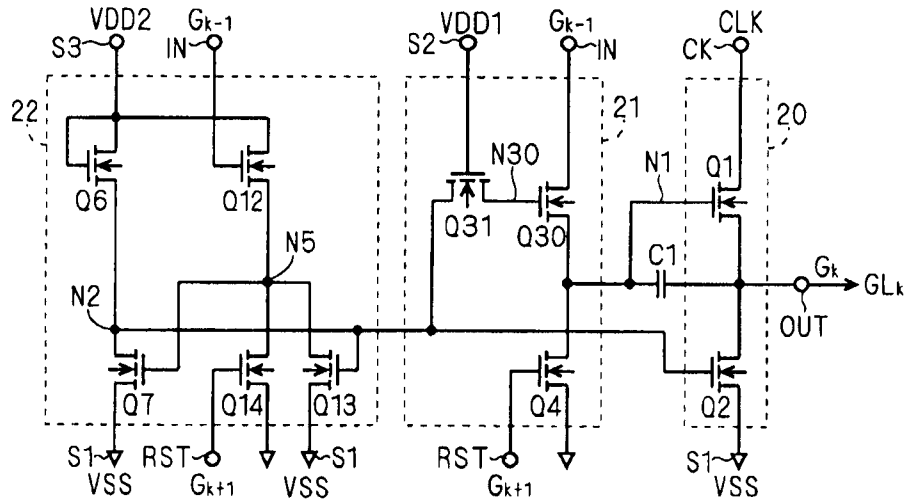 VDD2 Gk-1 VDD1 Gk-1 CLK
S3 IN S2 IN CK
22 21 20
N30 N1 Q1
Q6 Q12 Q31 Q30
N5 C1 Gk
N2 GLk
OUT
Q7 Q14 Q13 Q4 Q2
S1 RST S1 RST S1
VSS Gk+1 VSS Gk+1 VSS